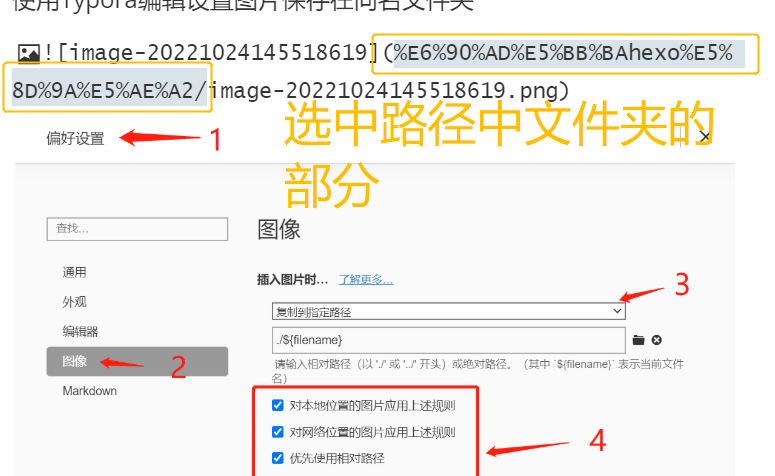 使用Typora编辑设置图片保存在同名文件夹
![image-20221024145518619](%E6%90%AD%E5%BB%BAhexo%E5%
8D%9A%E5%AE%A2/image-20221024145518619.png)
偏好设置
1
选中路径中文件夹的
部分
×
查找...
图像
通用
插入图片时... 了解更多...
3
外观
复制到指定路径
编辑器
./${filename}
图像
2
请输入相对路径（以 './' 或 '../' 开头）或绝对路径。（其中 `${filename}` 表示当前文件
名）
Markdown
对本地位置的图片应用上述规则
对网络位置的图片应用上述规则
4
优先使用相对路径